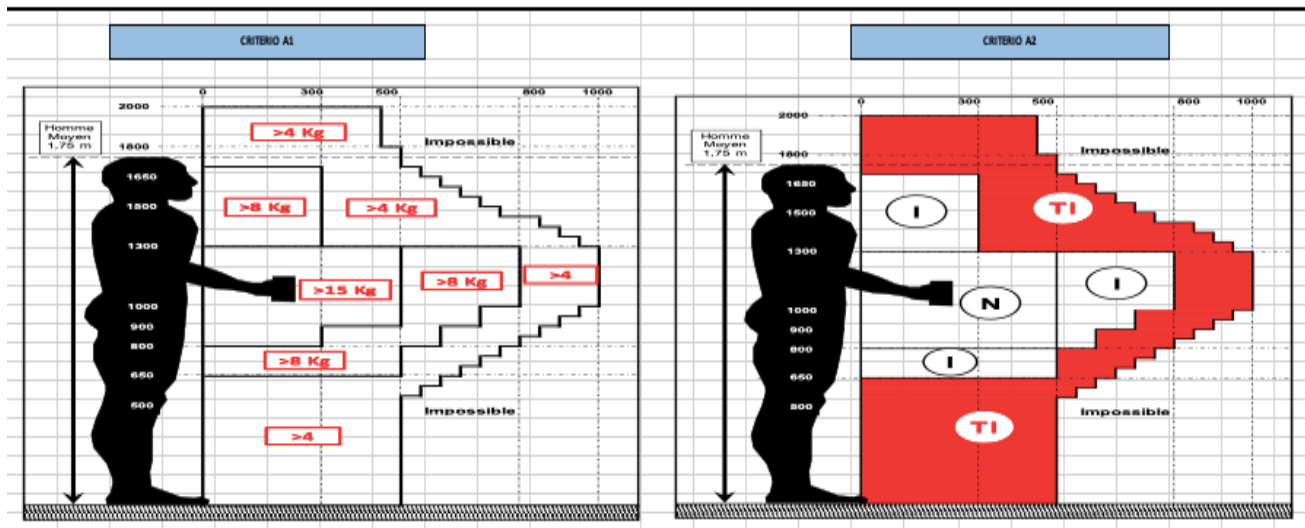 CRITERIO A1
0 300 500 800 1000
2000
Homme
Moyen
1,75 m
>4 Kg
1800
Impossible
1650
>8 Kg
>4 Kg
1500
1300
>15 Kg
>8 Kg
>4
1000
900
800
>8 Kg
650
500
Impossible
>4
CRITERIO A2
0 300 500 800 1000
2000
Homme
Moyen
1,75 m
1800
Impossible
1650
I
TI
1500
1300
I
N
1000
900
800
I
650
800
Impossible
TI